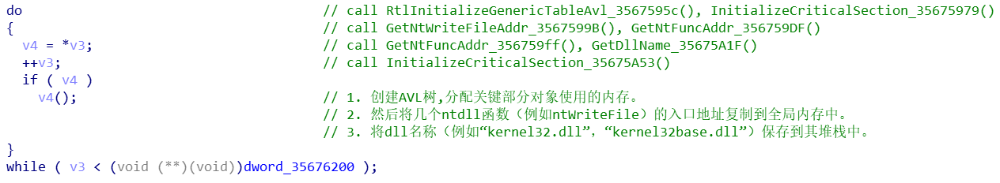 do // call RtlInitializeGenericTableAvl_3567595c(), InitializeCriticalSection_35675979()
{ // call GetNtWriteFileAddr_3567599B(), GetNtFuncAddr_356759DF()
v4 = *v3; // call GetNtFuncAddr_356759ff(), GetDllName_35675A1F()
++v3; // call InitializeCriticalSection_35675A53()
if ( v4 )
v4(); // 1. 创建AVL树,分配关键部分对象使用的内存。
// 2. 然后将几个ntdll函数（例如ntWriteFile）的入口地址复制到全局内存中。
// 3. 将dll名称（例如“kernel32.dll”，“kernel32base.dll”）保存到其堆栈中。
}
while ( v3 < (void (**)(void))dword_35676200 );